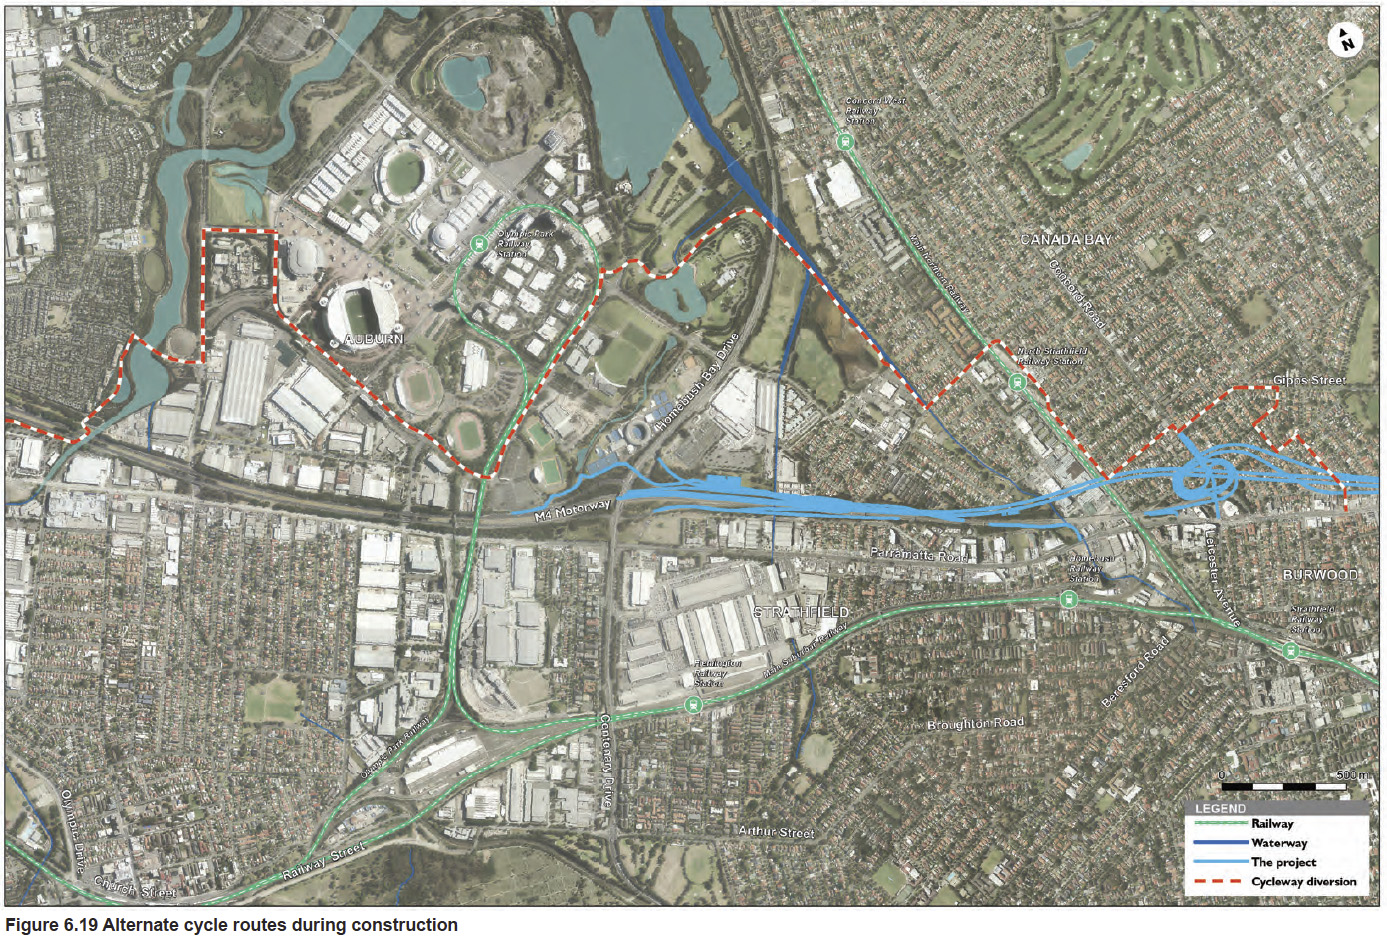 N
Concord West
Railway
Station
Olympic Park
Railway
Station
Main Northern Railway
CANADA BAY
Concord Road
AUBURN
Homebush Bay Drive
North Strathfield
Railway Station
Gipps Street
M4 Motorway
Parramatta Road
Homebush
Railway
Station
Leicester Avenue
BURWOOD
STRATHFIELD
Strathfield
Railway
Station
Main Suburban Railway
Flemington
Railway
Station
Beresford Road
Broughton Road
Olympic Park Railway
Centenary Drive
0 500 m
Olympic Drive
Arthur Street
Railway Street
Church Street
LEGEND
Railway
Waterway
The project
Cycleway diversion
Figure 6.19 Alternate cycle routes during construction